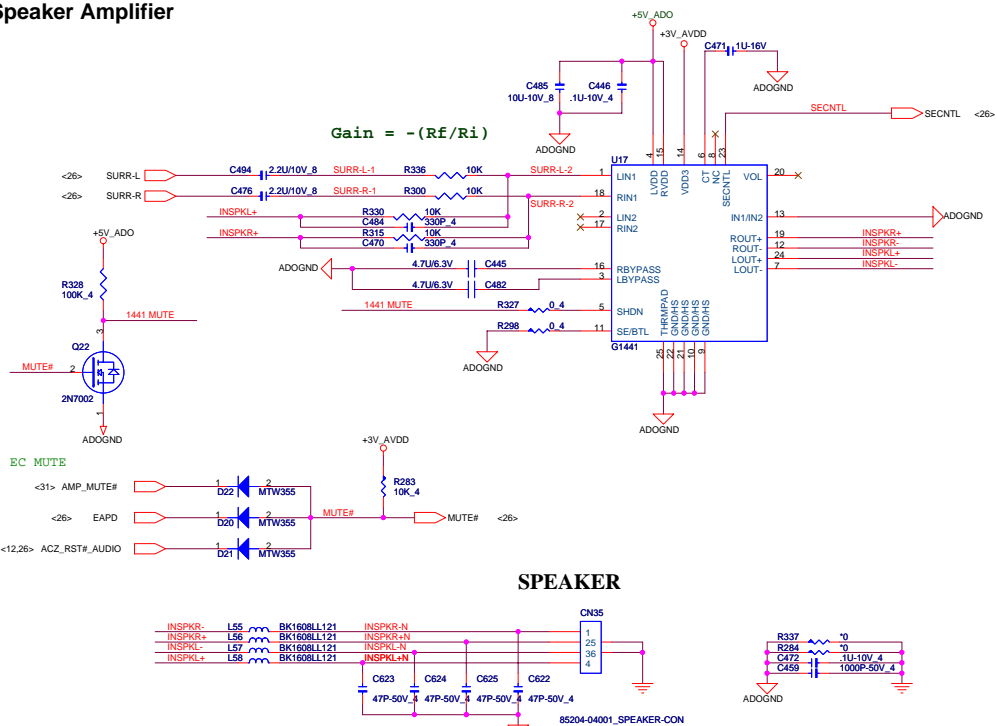 Speaker Amplifier
+5V_ADO
+3V_AVDD
C471 1U-16V
ADOGND
C485
10U-10V_8
C446
.1U-10V_4
ADOGND
SECNTL
SECNTL <26>
Gain = -(Rf/Ri)
U17
4 15 14 6 8 23
LVDD RVDD VDD3 CT NC SECNTL
<26> SURR-L C494 2.2U/10V_8 SURR-L-1 R336 10K SURR-L-2 1 LIN1
VOL 20
<26> SURR-R C476 2.2U/10V_8 SURR-R-1 R300 10K SURR-R-2 18 RIN1
INSPKL+ R330 10K
C484 330P_4
2 LIN2
17 RIN2
INSPKR+ R315 10K
C470 330P_4
IN1/IN2 13 ADOGND
ROUT+ 19 INSPKR+
ROUT- 12 INSPKR-
LOUT+ 24 INSPKL+
LOUT- 7 INSPKL-
ADOGND 4.7U/6.3V C445 16 RBYPASS
4.7U/6.3V C482 3 LBYPASS
1441 MUTE R327 0_4 5 SHDN
R298 0_4 11 SE/BTL
ADOGND
G1441
THRMPAD GND/HS GND/HS GND/HS GND/HS
25 22 21 10 9
ADOGND
+5V_ADO
R328
100K_4
1441 MUTE
3
Q22
MUTE# 2
2N7002
1
ADOGND
EC MUTE
+3V_AVDD
R283
10K_4
<31> AMP_MUTE# 1 2
D22 MTW355
<26> EAPD 1 2
D20 MTW355
MUTE#
MUTE# <26>
<12,26> ACZ_RST#_AUDIO 1 2
D21 MTW355
SPEAKER
CN35
INSPKR- L55 BK1608LL121 INSPKR-N 1
INSPKR+ L56 BK1608LL121 INSPKR+N 25
INSPKL- L57 BK1608LL121 INSPKL-N 36
INSPKL+ L58 BK1608LL121 INSPKL+N 4
C623 C624 C625 C622
47P-50V_4 47P-50V_4 47P-50V_4 47P-50V_4
85204-04001_SPEAKER-CON
R337 *0
R284 *0
C472 .1U-10V_4
C459 1000P-50V_4
ADOGND